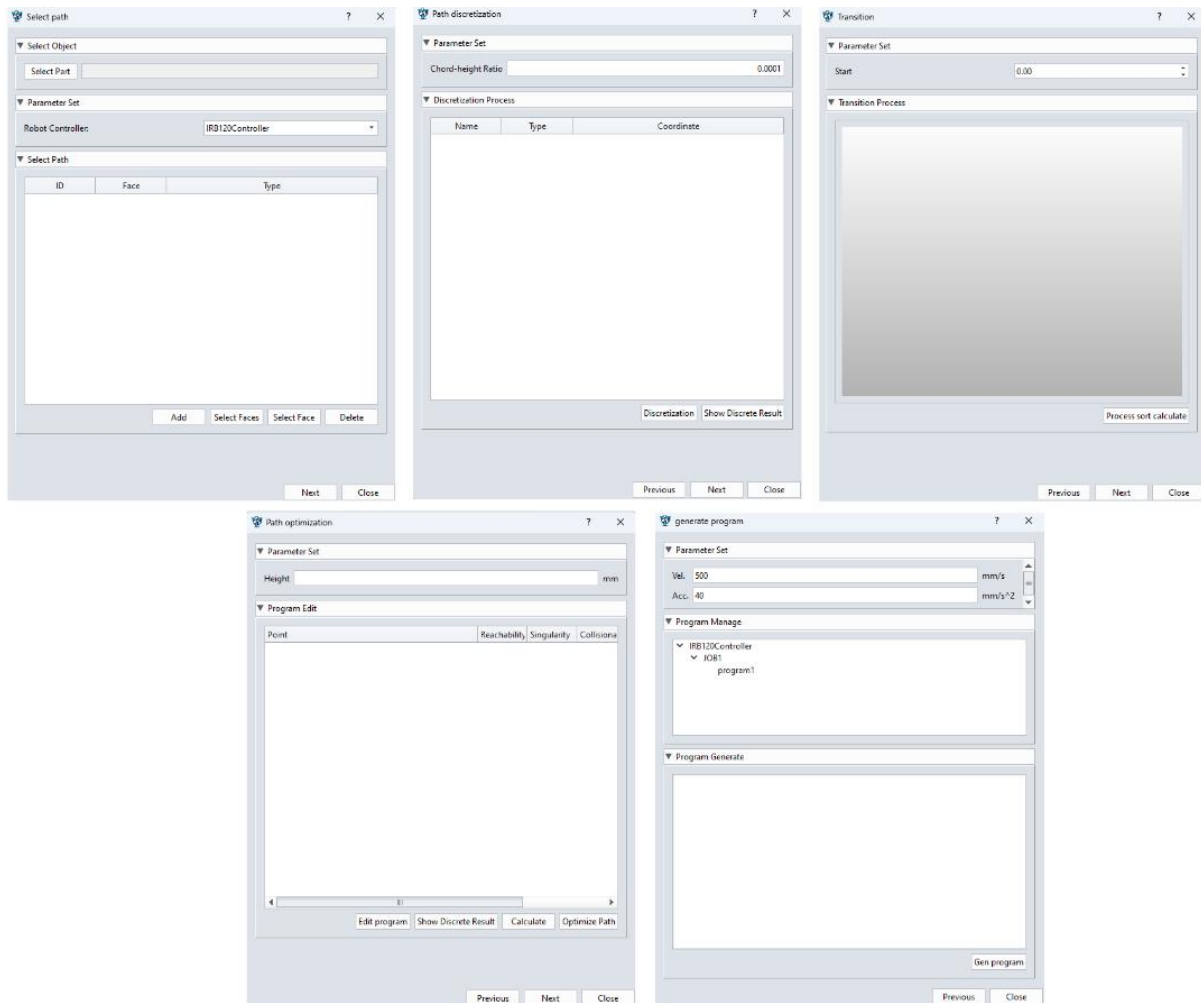 Select path ? ×
Select Object
Select Part
Parameter Set
Robot Controller: IRB120Controller
Select Path
ID Face Type
Add Select Faces Select Face Delete
Next Close
Path discretization ? ×
Parameter Set
Chord-height Ratio 0.0001
Discretization Process
Name Type Coordinate
Discretization Show Discrete Result
Previous Next Close
Transition ? ×
Parameter Set
Start 0.00
Transition Process
Process sort calculate
Previous Next Close
Path optimization ? ×
Parameter Set
Height mm
Program Edit
Point Reachability Singularity Collisiona
Edit program Show Discrete Result Calculate Optimize Path
Previous Next Close
generate program ? ×
Parameter Set
Vel. 500 mm/s
Acc. 40 mm/s^2
Program Manage
IRB120Controller
JOB1
program1
Program Generate
Gen program
Previous Close